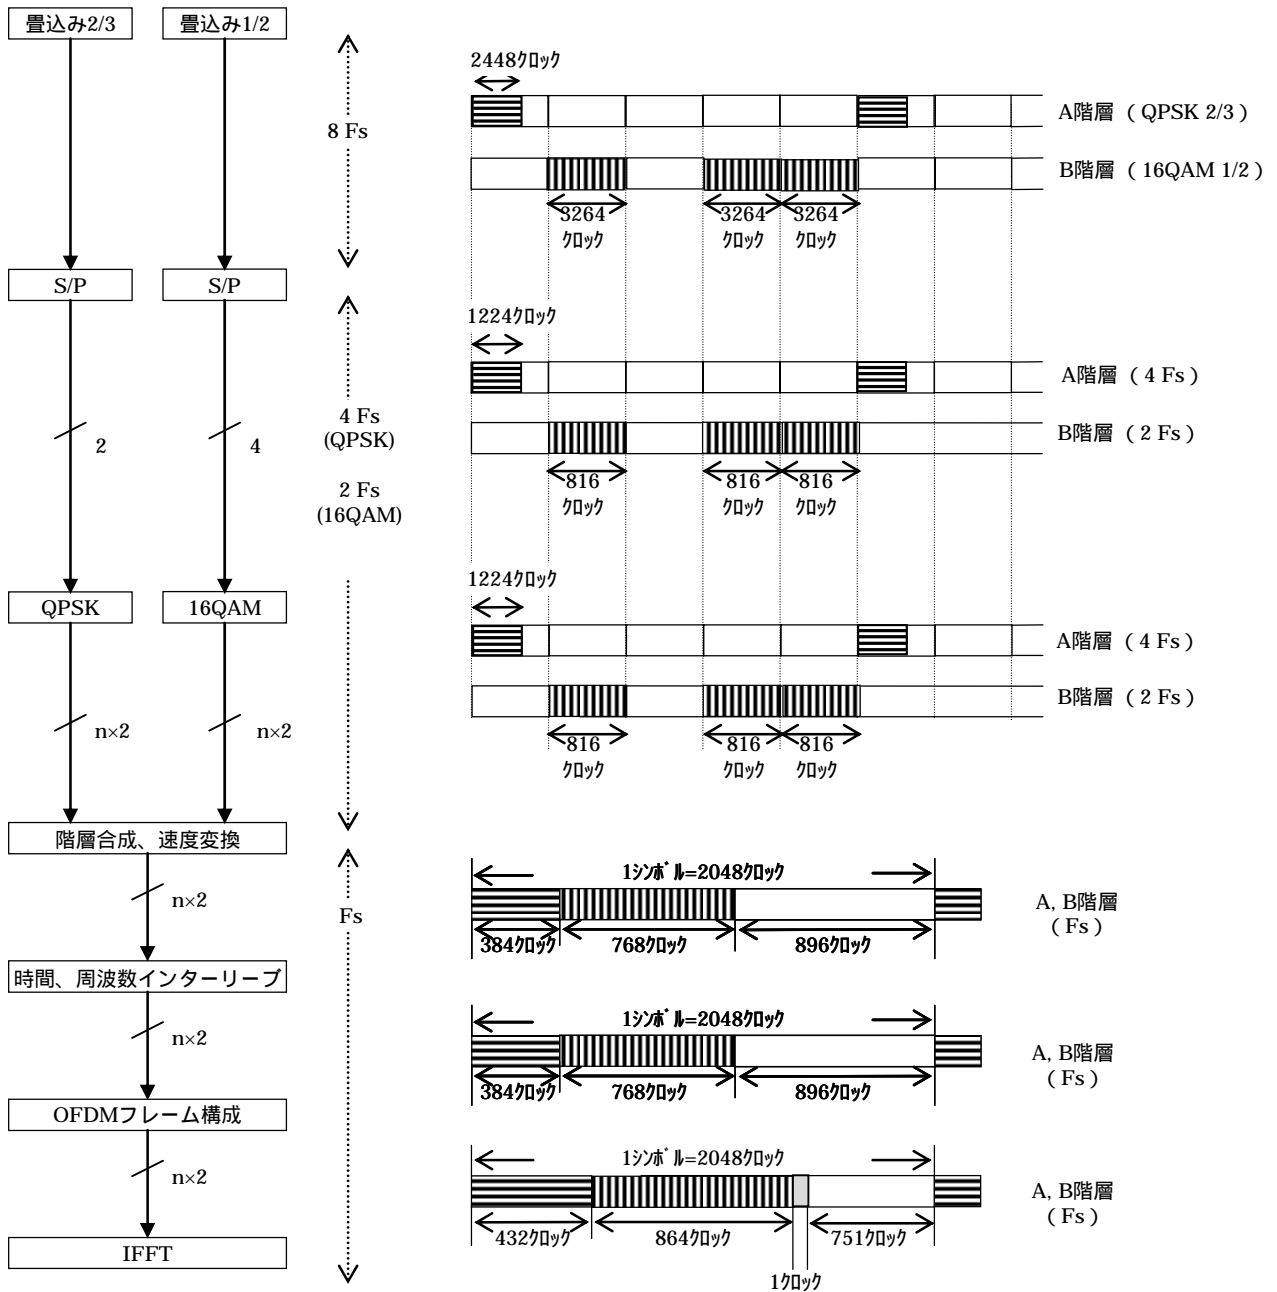 畳込み2/3
畳込み1/2
S/P
S/P
2
4
QPSK
16QAM
n×2
n×2
階層合成、速度変換
n×2
時間、周波数インターリーブ
n×2
OFDMフレーム構成
n×2
IFFT
8 Fs
4 Fs
(QPSK)
2 Fs
(16QAM)
Fs
2448ｸﾛｯｸ
A階層 （ QPSK 2/3 ）
B階層 （ 16QAM 1/2 ）
3264
ｸﾛｯｸ
3264
ｸﾛｯｸ
3264
ｸﾛｯｸ
1224ｸﾛｯｸ
A階層 （ 4 Fs ）
B階層 （ 2 Fs ）
816
ｸﾛｯｸ
816
ｸﾛｯｸ
816
ｸﾛｯｸ
1224ｸﾛｯｸ
A階層 （ 4 Fs ）
B階層 （ 2 Fs ）
816
ｸﾛｯｸ
816
ｸﾛｯｸ
816
ｸﾛｯｸ
1ｼﾝﾎﾞﾙ=2048ｸﾛｯｸ
A, B階層
（ Fs ）
384ｸﾛｯｸ
768ｸﾛｯｸ
896ｸﾛｯｸ
1ｼﾝﾎﾞﾙ=2048ｸﾛｯｸ
A, B階層
（ Fs ）
384ｸﾛｯｸ
768ｸﾛｯｸ
896ｸﾛｯｸ
1ｼﾝﾎﾞﾙ=2048ｸﾛｯｸ
A, B階層
（ Fs ）
432ｸﾛｯｸ
864ｸﾛｯｸ
751ｸﾛｯｸ
1ｸﾛｯｸ